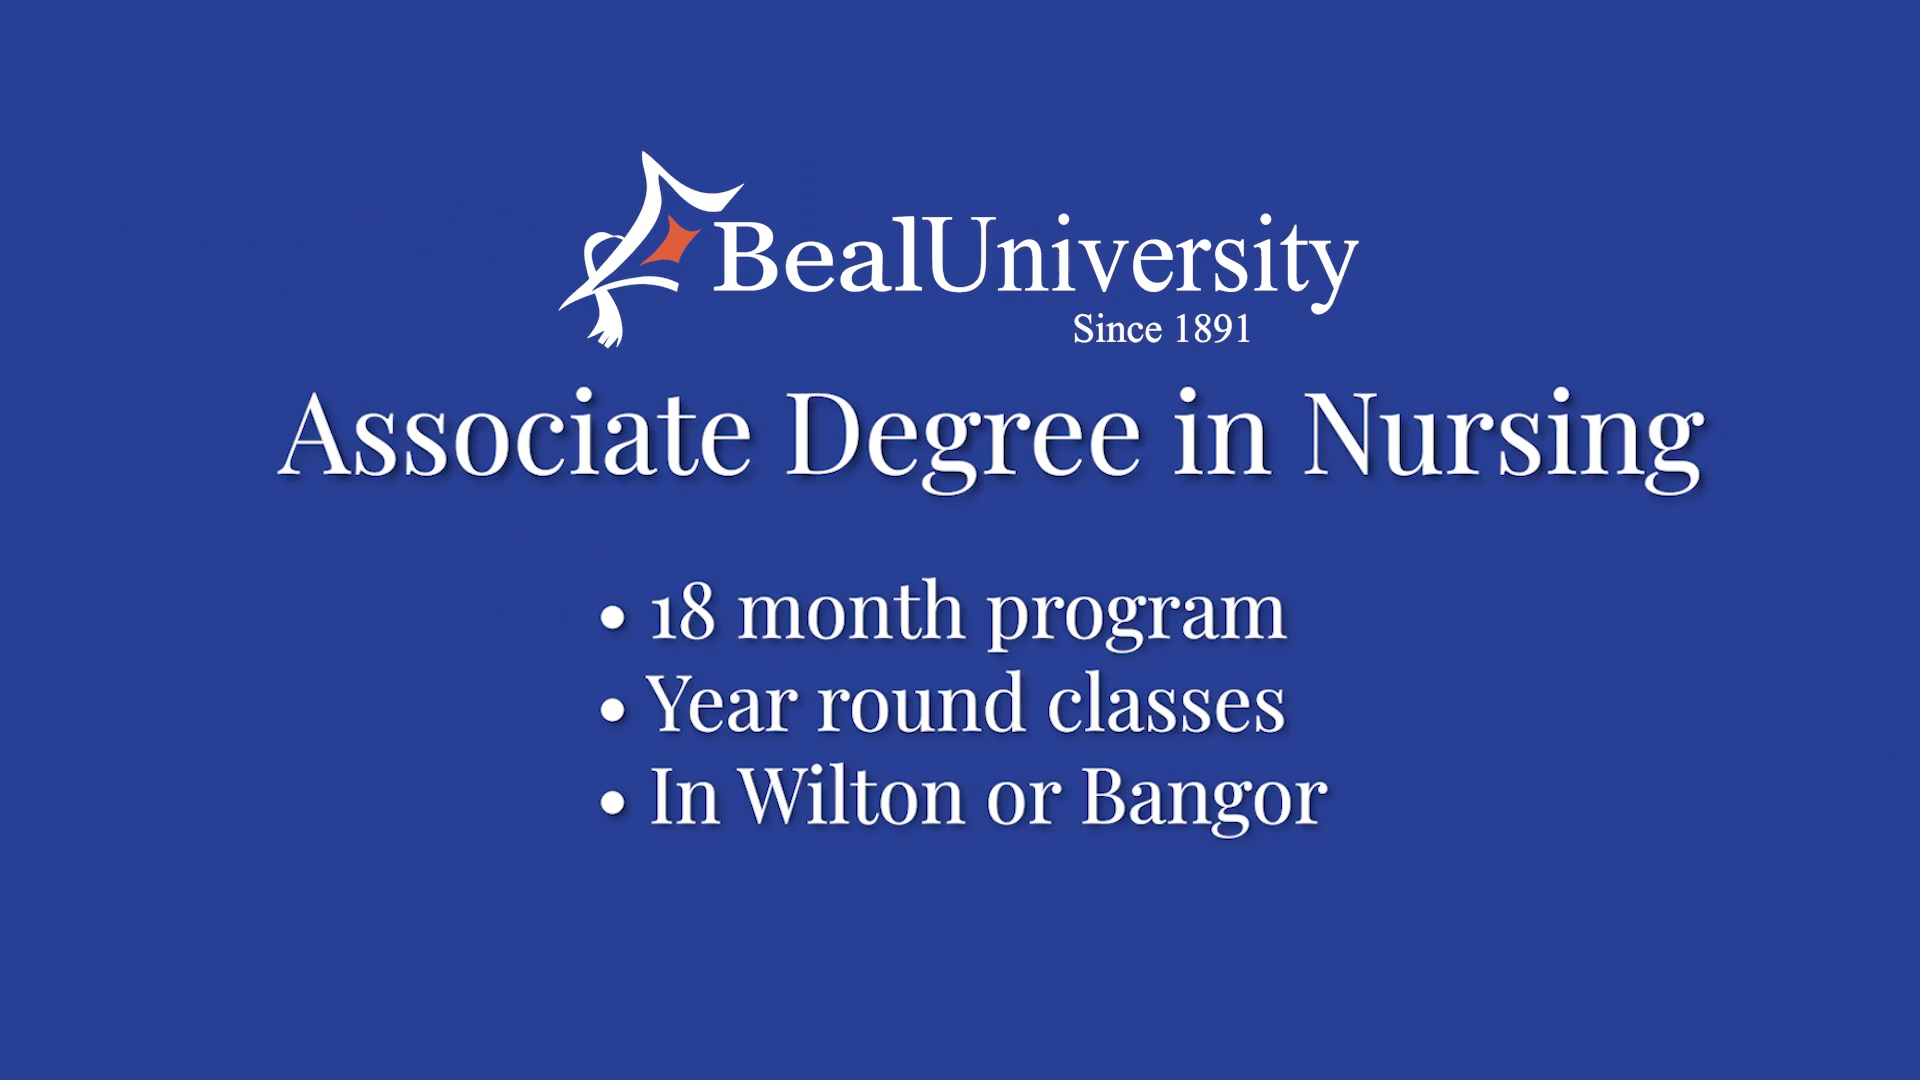 BealUniversity
Since 1891
Associate Degree in Nursing
• 18 month program
• Year round classes
• In Wilton or Bangor